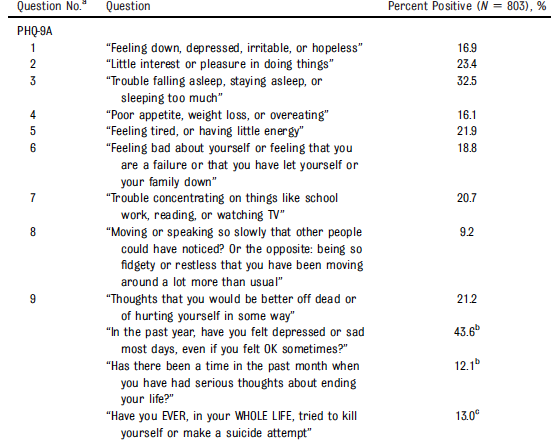 Question No.ª Question Percent Positive (N = 803), %
PHQ-9A
1 “Feeling down, depressed, irritable, or hopeless” 16.9
2 “Little interest or pleasure in doing things” 23.4
3 “Trouble falling asleep, staying asleep, or 32.5
sleeping too much”
4 “Poor appetite, weight loss, or overeating” 16.1
5 “Feeling tired, or having little energy” 21.9
6 “Feeling bad about yourself or feeling that you 18.8
are a failure or that you have let yourself or
your family down”
7 “Trouble concentrating on things like school 20.7
work, reading, or watching TV”
8 “Moving or speaking so slowly that other people 9.2
could have noticed? Or the opposite: being so
fidgety or restless that you have been moving
around a lot more than usual”
9 “Thoughts that you would be better off dead or 21.2
of hurting yourself in some way”
“In the past year, have you felt depressed or sad 43.6ᵇ
most days, even if you felt OK sometimes?”
“Has there been a time in the past month when 12.1ᵇ
you have had serious thoughts about ending
your life?”
“Have you EVER, in your WHOLE LIFE, tried to kill 13.0ᶜ
yourself or make a suicide attempt”